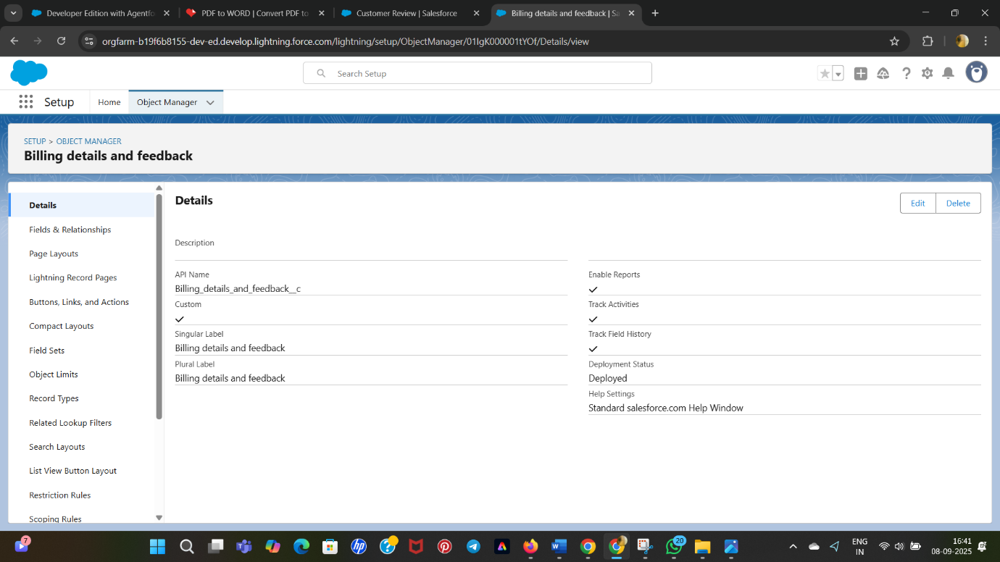 Developer Edition with Agentfo
PDF to WORD | Convert PDF to
Customer Review | Salesforce
Billing details and feedback | Sa
orgfarm-b19f6b8155-dev-ed.develop.lightning.force.com/lightning/setup/ObjectManager/01IgK000001tYOf/Details/view
Search Setup
Setup
Home
Object Manager
SETUP > OBJECT MANAGER
Billing details and feedback
Details
Fields & Relationships
Page Layouts
Lightning Record Pages
Buttons, Links, and Actions
Compact Layouts
Field Sets
Object Limits
Record Types
Related Lookup Filters
Search Layouts
List View Button Layout
Restriction Rules
Scoping Rules
Details
Edit
Delete
Description
API Name
Billing_details_and_feedback__c
Custom
Singular Label
Billing details and feedback
Plural Label
Billing details and feedback
Enable Reports
Track Activities
Track Field History
Deployment Status
Deployed
Help Settings
Standard salesforce.com Help Window
7
20
ENG
IN
16:41
08-09-2025